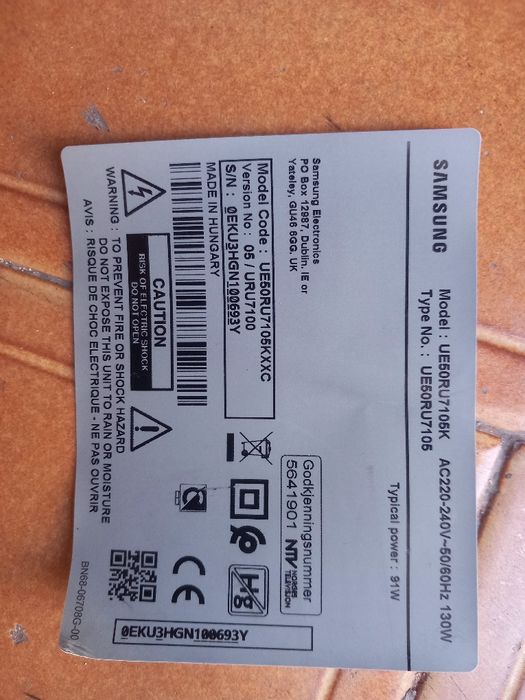 SAMSUNG
Model : UE50RU7105K AC220-240V~50/60Hz 130W
Type No. : UE50RU7105
Typical power : 91W
Samsung Electronics
PO Box 12987, Dublin. IE or
Yateley, GU46 6GG. UK
Model Code : UE50RU7105KXXC
Version No : 05 / URU7100
S/N : 0EKU3HGN100693Y
MADE IN HUNGARY
Godkjenningsnummer
5641901 NTV NORGES TELEVISJON
Hg
CE
CAUTION
RISK OF ELECTRIC SHOCK
DO NOT OPEN
WARNING : TO PREVENT FIRE OR SHOCK HAZARD
DO NOT EXPOSE THIS UNIT TO RAIN OR MOISTURE
AVIS : RISQUE DE CHOC ELECTRIQUE - NE PAS OUVRIR
0EKU3HGN100693Y
BN68-06708G-00